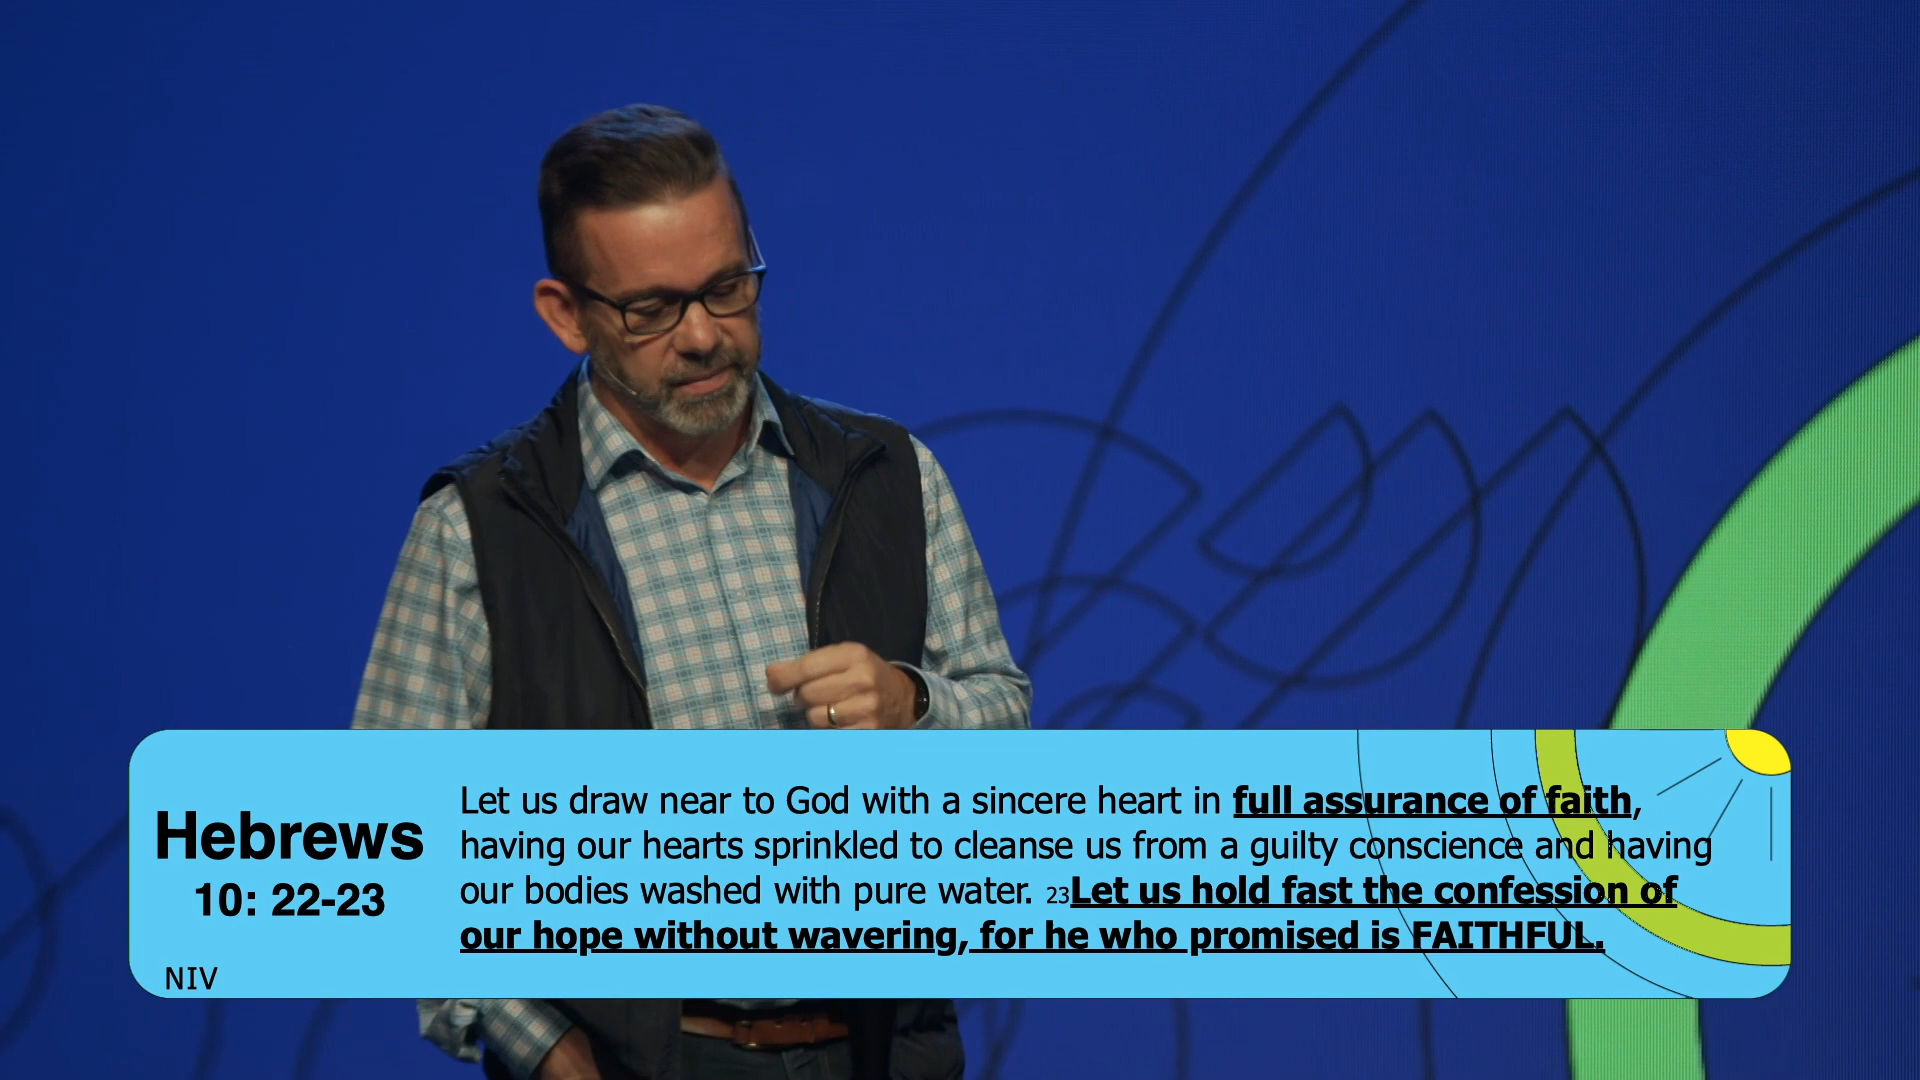 Hebrews
10: 22-23
NIV
Let us draw near to God with a sincere heart in full assurance of faith,
having our hearts sprinkled to cleanse us from a guilty conscience and having
our bodies washed with pure water. 23Let us hold fast the confession of
our hope without wavering, for he who promised is FAITHFUL.